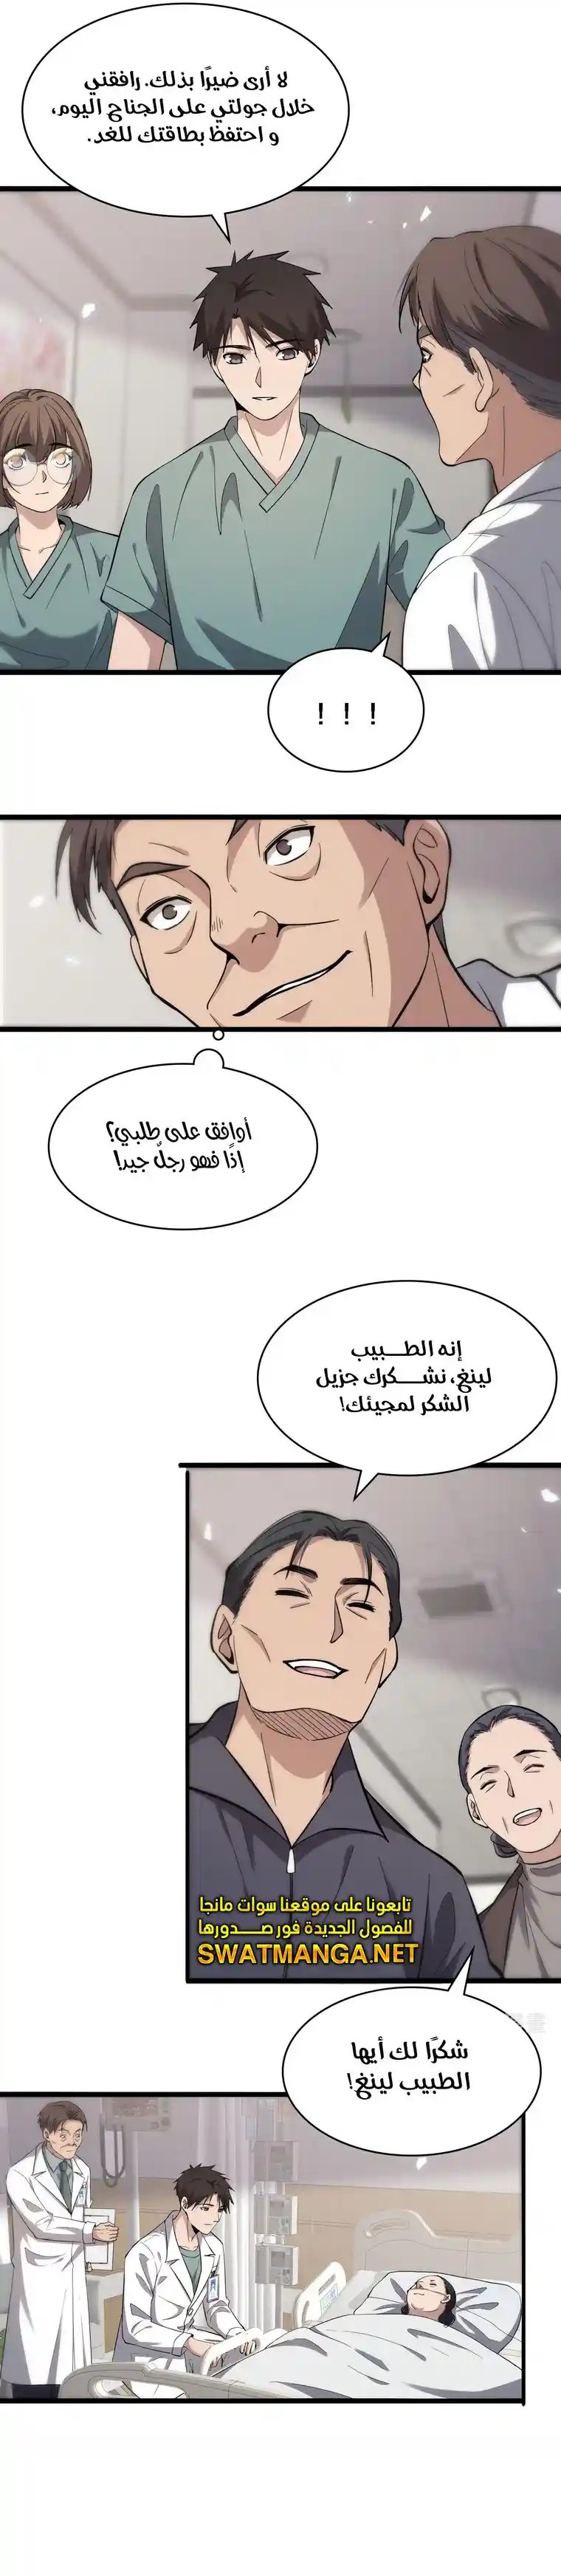 لا أرى ضيرًا بذلك. رافقني
خلال جولتي على الجناح اليوم،
و احتفظ بطاقتك للغد.
! ! !
أوافق على طلبي؟
إذًا فهو رجلٌ جيد!
إنه الطـــبيب
لينغ، نشـــكرك جزيل
الشكر لمجيئك!
تابعونا على موقعنا سوات مانجا
للفصول الجديدة فور صـــدورها
SWATMANGA.NET
شكرًا لك أيها
الطبيب لينغ!